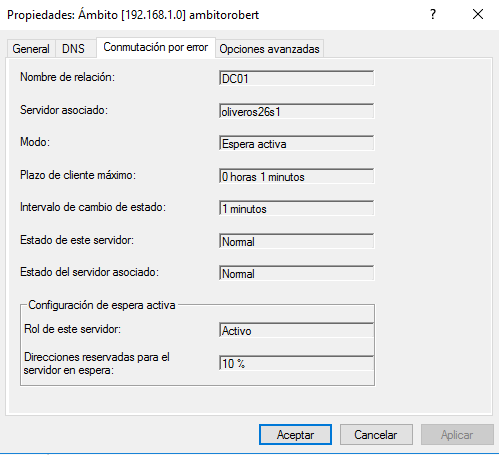 Propiedades: Ámbito [192.168.1.0] ambitorobert ? ×
General DNS Conmutación por error Opciones avanzadas
Nombre de relación: DC01
Servidor asociado: oliveros26s1
Modo: Espera activa
Plazo de cliente máximo: 0 horas 1 minutos
Intervalo de cambio de estado: 1 minutos
Estado de este servidor: Normal
Estado del servidor asociado: Normal
Configuración de espera activa
Rol de este servidor: Activo
Direcciones reservadas para el
servidor en espera: 10 %
Aceptar Cancelar Aplicar